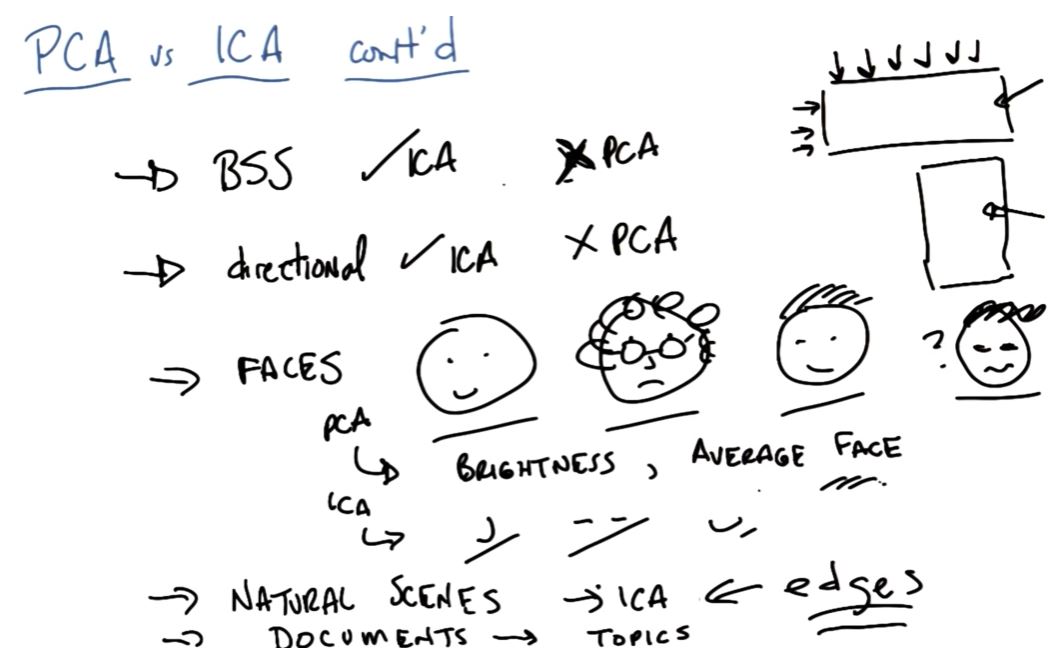 PCA vs ICA cont'd
→ BSS ✓ ICA X PCA
→ directional ✓ ICA X PCA
⇒ FACES
?
PCA
↳ BRIGHTNESS, AVERAGE FACE
ICA
↳
→ NATURAL SCENES → ICA ← edges
→ DOCUMENTS → TOPICS